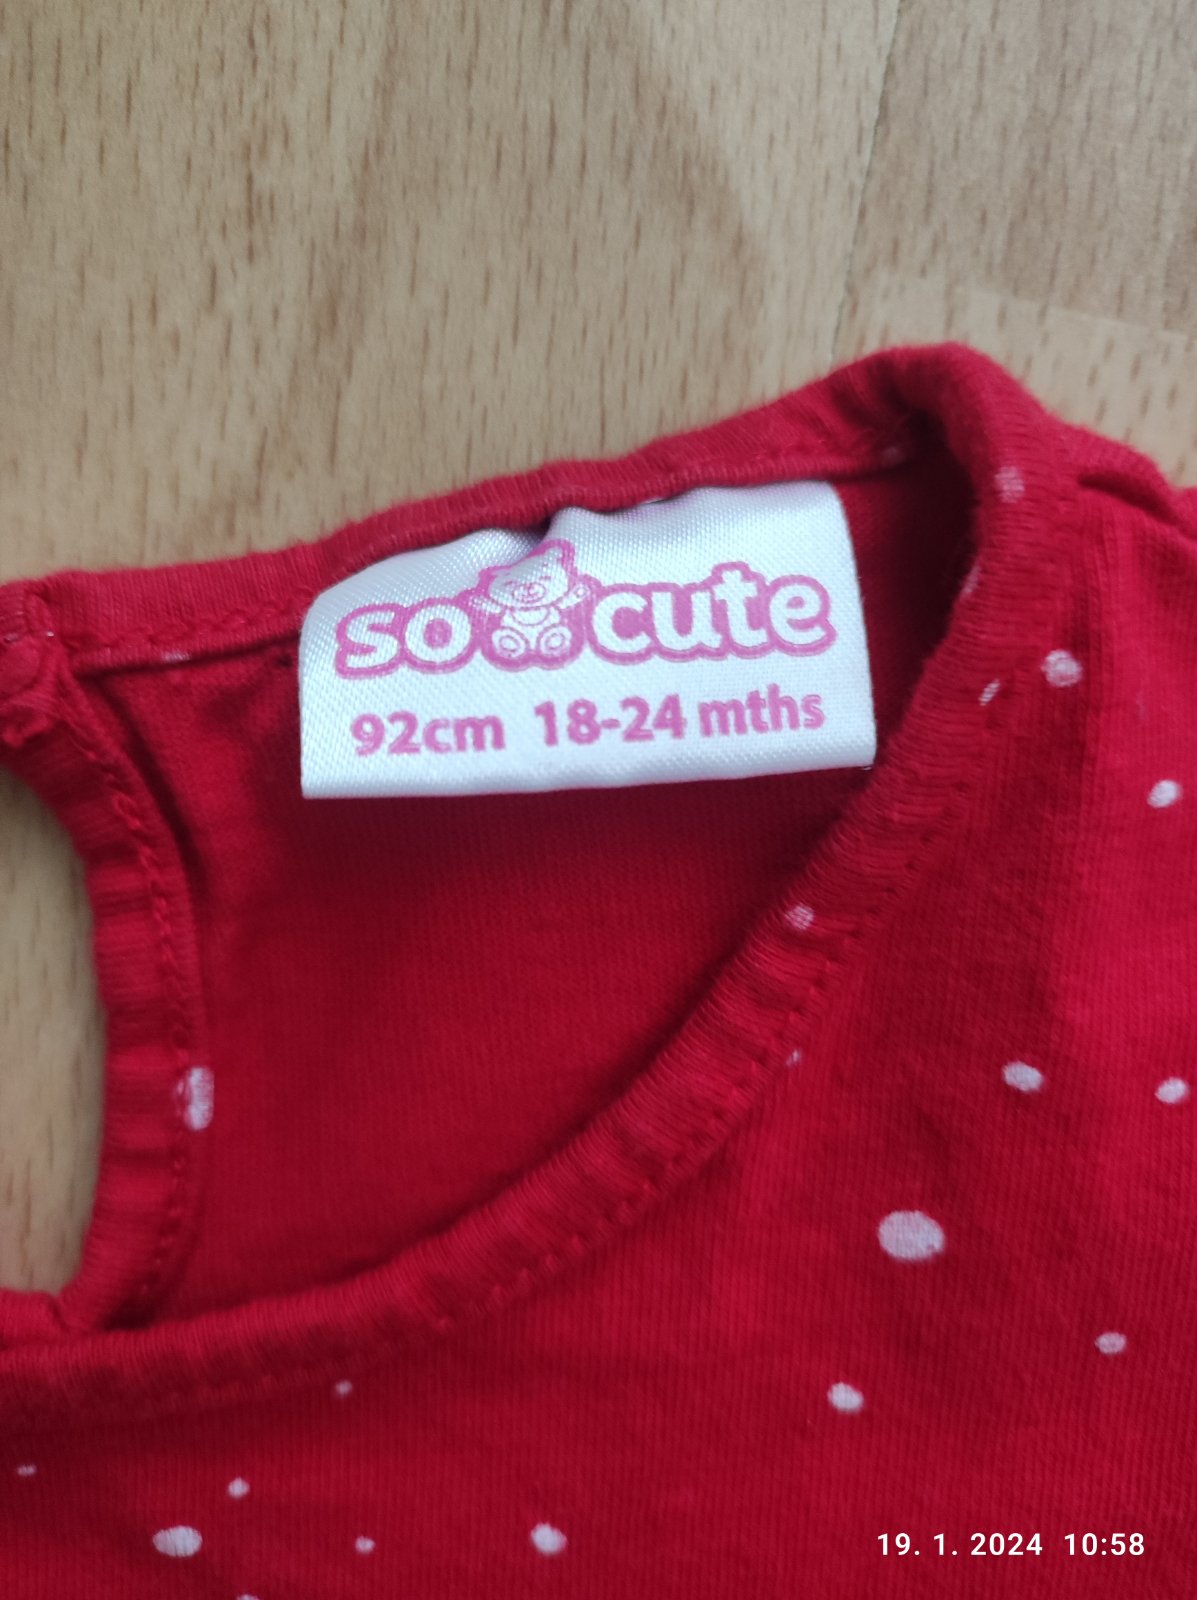 so cute
92cm 18-24 mths
19. 1. 2024 10:58